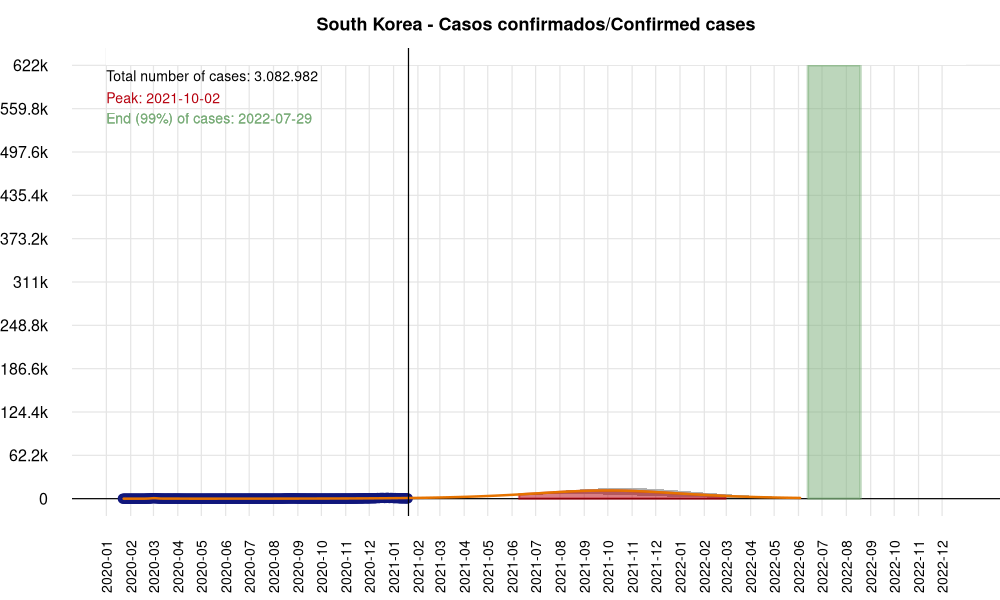 South Korea - Casos confirmados/Confirmed cases
Total number of cases: 3.082.982
Peak: 2021-10-02
End (99%) of cases: 2022-07-29
622k
559.8k
497.6k
435.4k
373.2k
311k
248.8k
186.6k
124.4k
62.2k
0
2020-01
2020-02
2020-03
2020-04
2020-05
2020-06
2020-07
2020-08
2020-09
2020-10
2020-11
2020-12
2021-01
2021-02
2021-03
2021-04
2021-05
2021-06
2021-07
2021-08
2021-09
2021-10
2021-11
2021-12
2022-01
2022-02
2022-03
2022-04
2022-05
2022-06
2022-07
2022-08
2022-09
2022-10
2022-11
2022-12